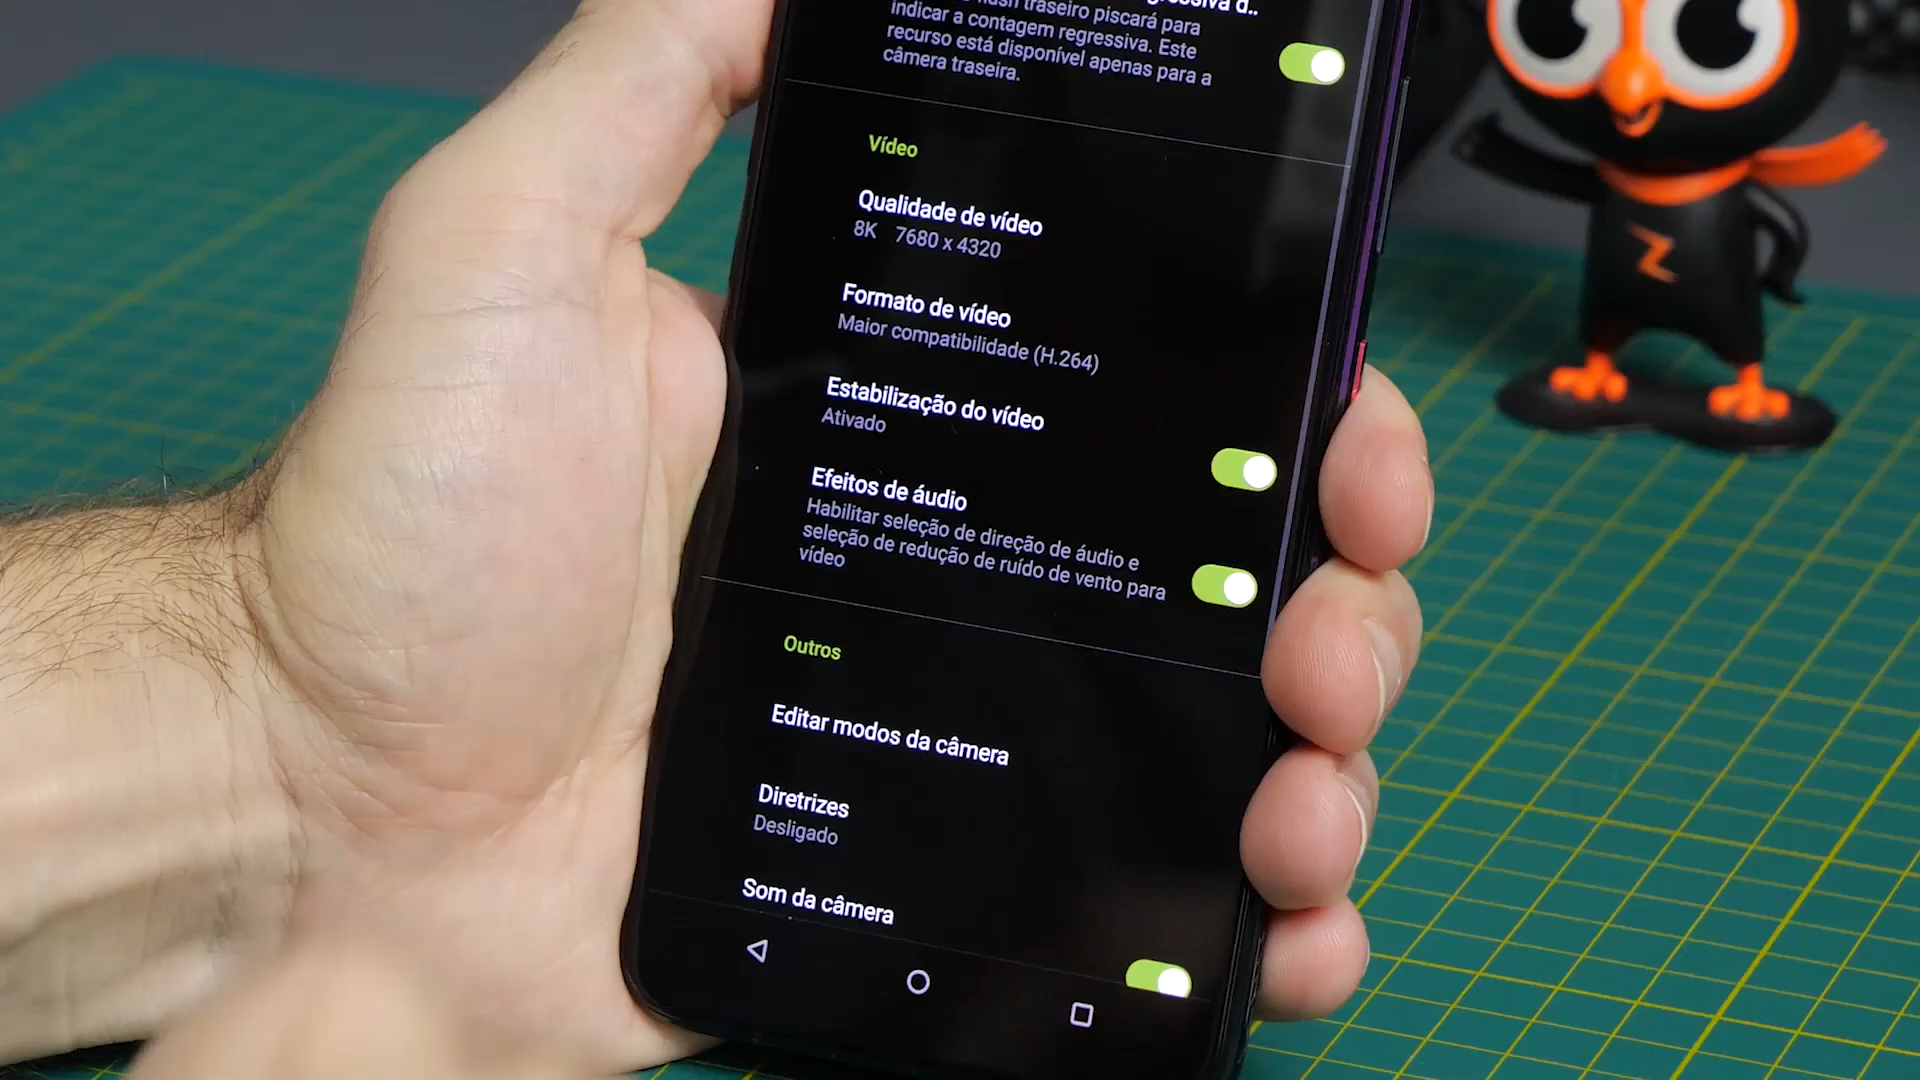 traseiro piscará para
indicar a contagem regressiva. Este
recurso está disponível apenas para a
câmera traseira.
Vídeo
Qualidade de vídeo
8K 7680 x 4320
Formato de vídeo
Maior compatibilidade (H.264)
Estabilização do vídeo
Ativado
Efeitos de áudio
Habilitar seleção de direção de áudio e
seleção de redução de ruído de vento para
vídeo
Outros
Editar modos da câmera
Diretrizes
Desligado
Som da câmera
Z